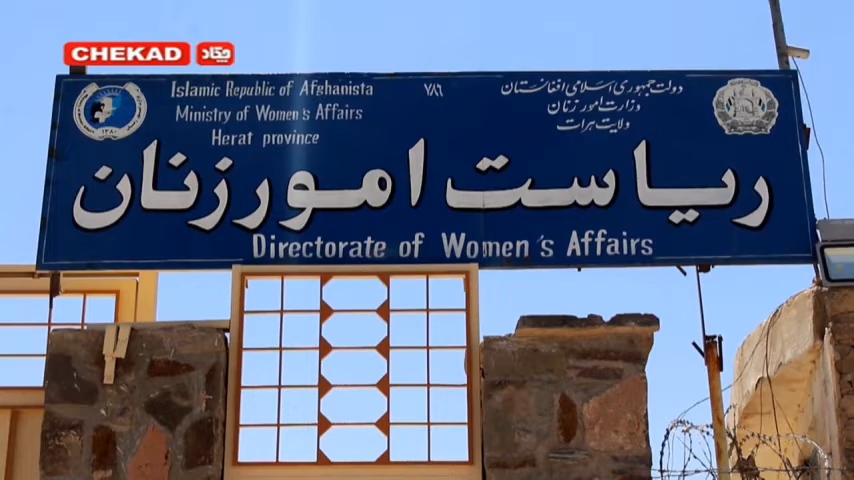 CHEKAD چکاد
Islamic Republic of Afghanista
Ministry of Women's Affairs
Herat province
۷۸۶
دولت جمهوری اسلامی افغانستان
وزارت امور زنان
ولایت هرات
ریاست امور زنان
Directorate of Women's Affairs